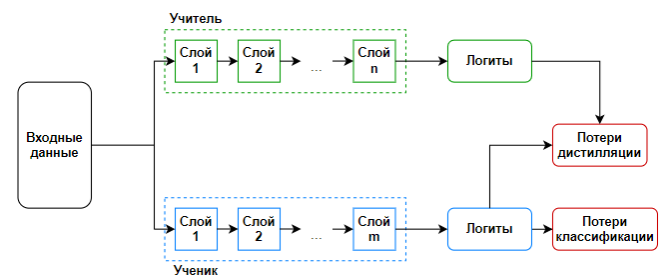 Учитель
Слой
1
Слой
2
...
Слой
n
Логиты
Входные
данные
Потери
дистилляции
Слой
1
Слой
2
...
Слой
m
Логиты
Потери
классификации
Ученик